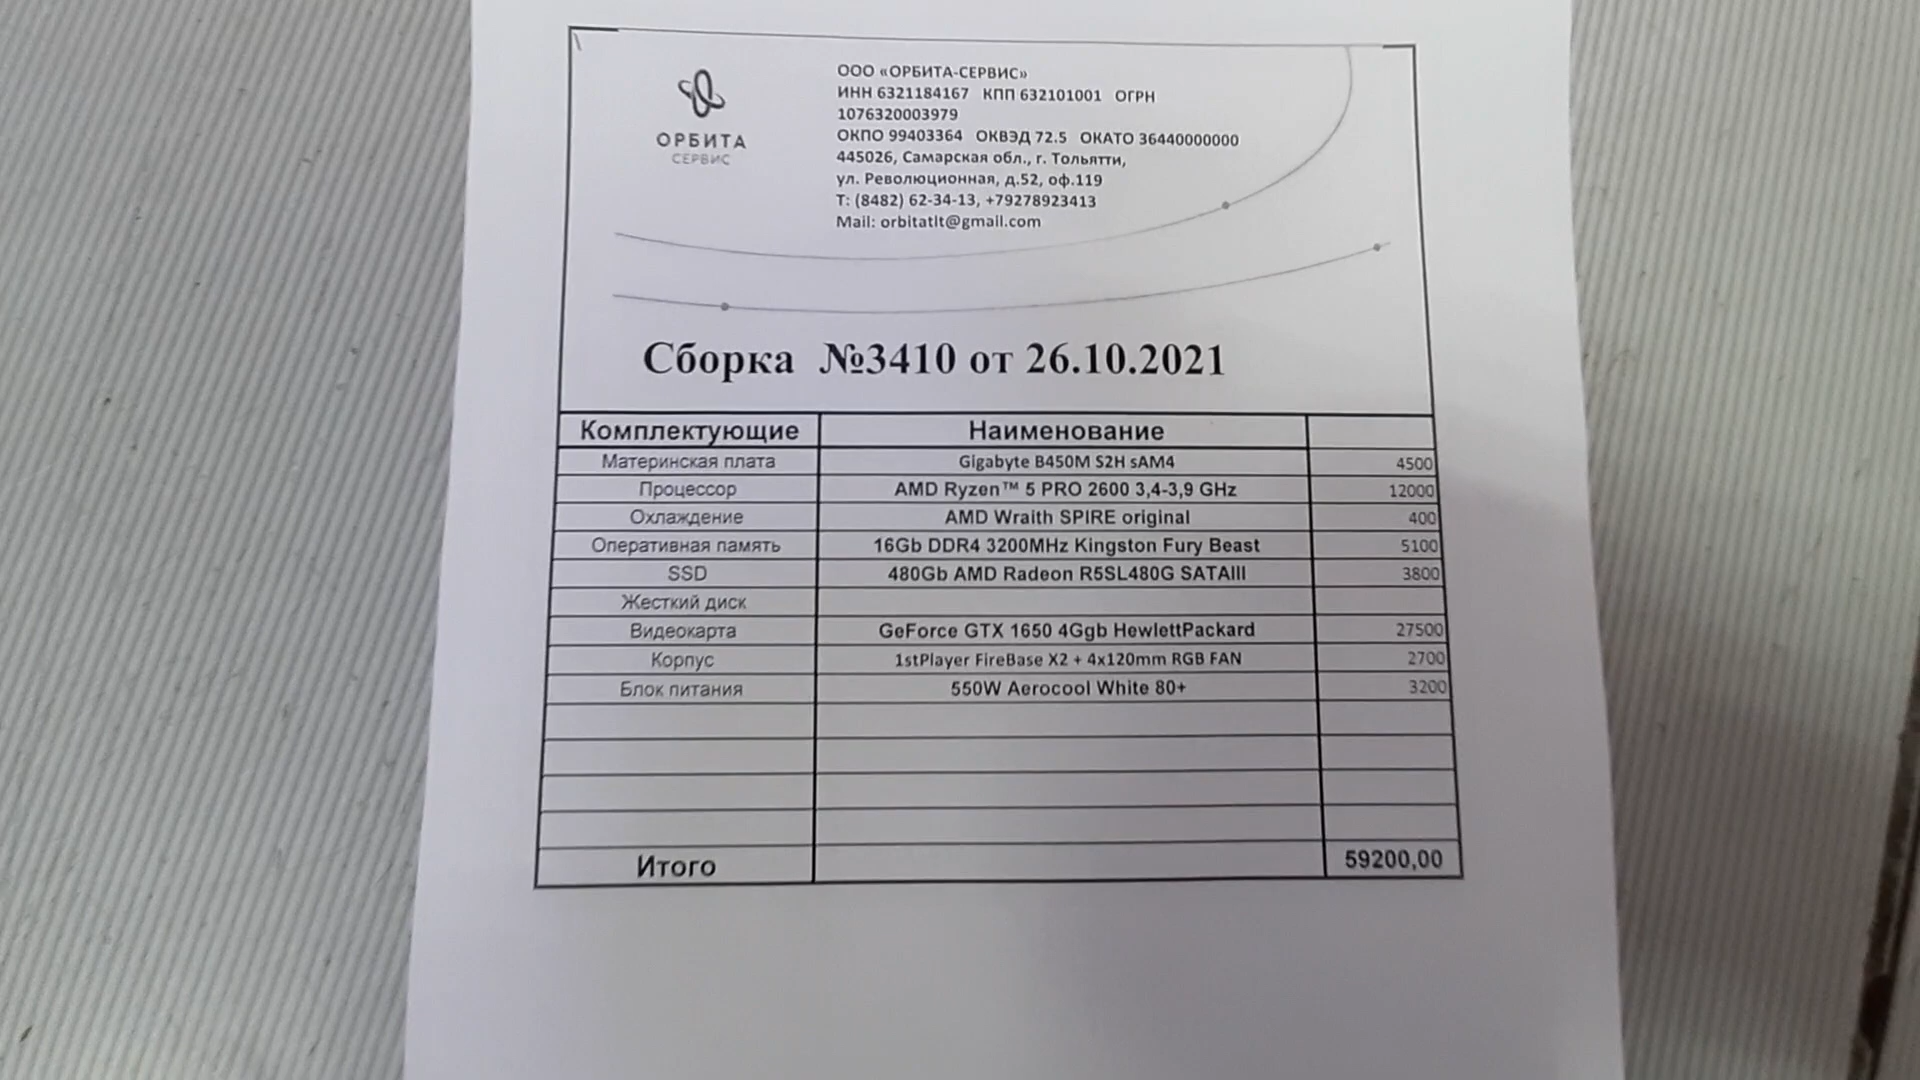 ОРБИТА
СЕРВИС
ООО «ОРБИТА-СЕРВИС»
ИНН 6321184167 КПП 632101001 ОГРН
1076320003979
ОКПО 99403364 ОКВЭД 72.5 ОКАТО 36440000000
445026, Самарская обл., г. Тольятти,
ул. Революционная, д.52, оф.119
Т: (8482) 62-34-13, +79278923413
Mail: orbitatlt@gmail.com
Сборка №3410 от 26.10.2021
Комплектующие Наименование
Материнская плата Gigabyte B450M S2H sAM4 4500
Процессор AMD Ryzen™ 5 PRO 2600 3,4-3,9 GHz 12000
Охлаждение AMD Wraith SPIRE original 400
Оперативная память 16Gb DDR4 3200MHz Kingston Fury Beast 5100
SSD 480Gb AMD Radeon R5SL480G SATAIII 3800
Жесткий диск
Видеокарта GeForce GTX 1650 4Ggb HewlettPackard 27500
Корпус 1stPlayer FireBase X2 + 4x120mm RGB FAN 2700
Блок питания 550W Aerocool White 80+ 3200
Итого 59200,00